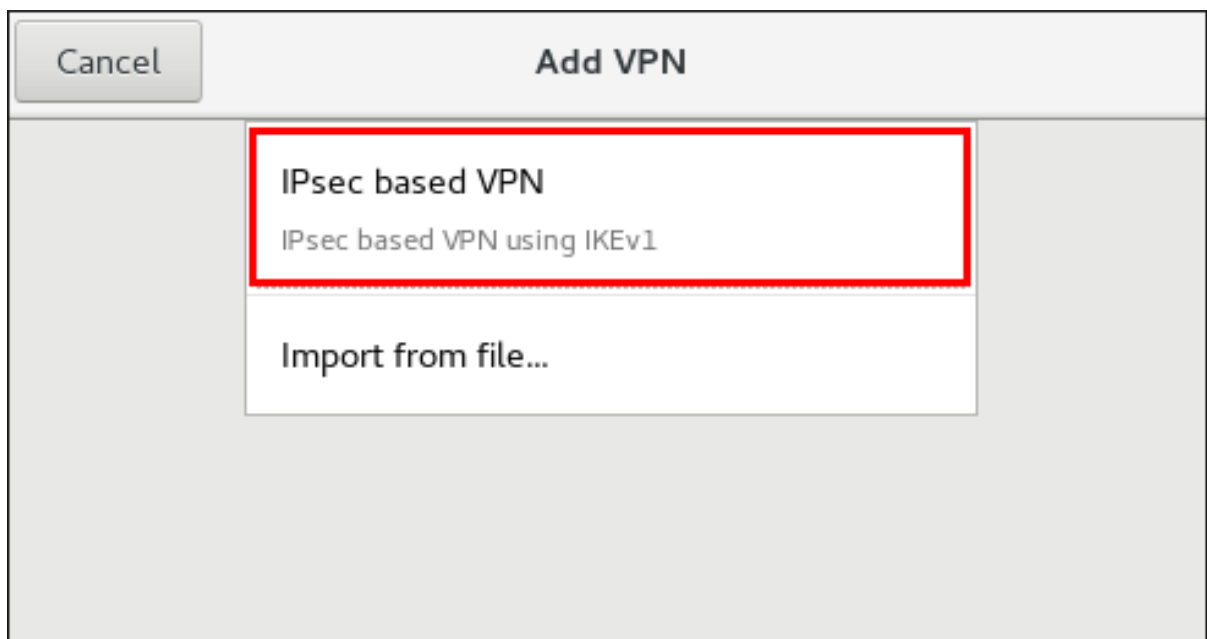 Cancel
Add VPN
IPsec based VPN
IPsec based VPN using IKEv1
Import from file...